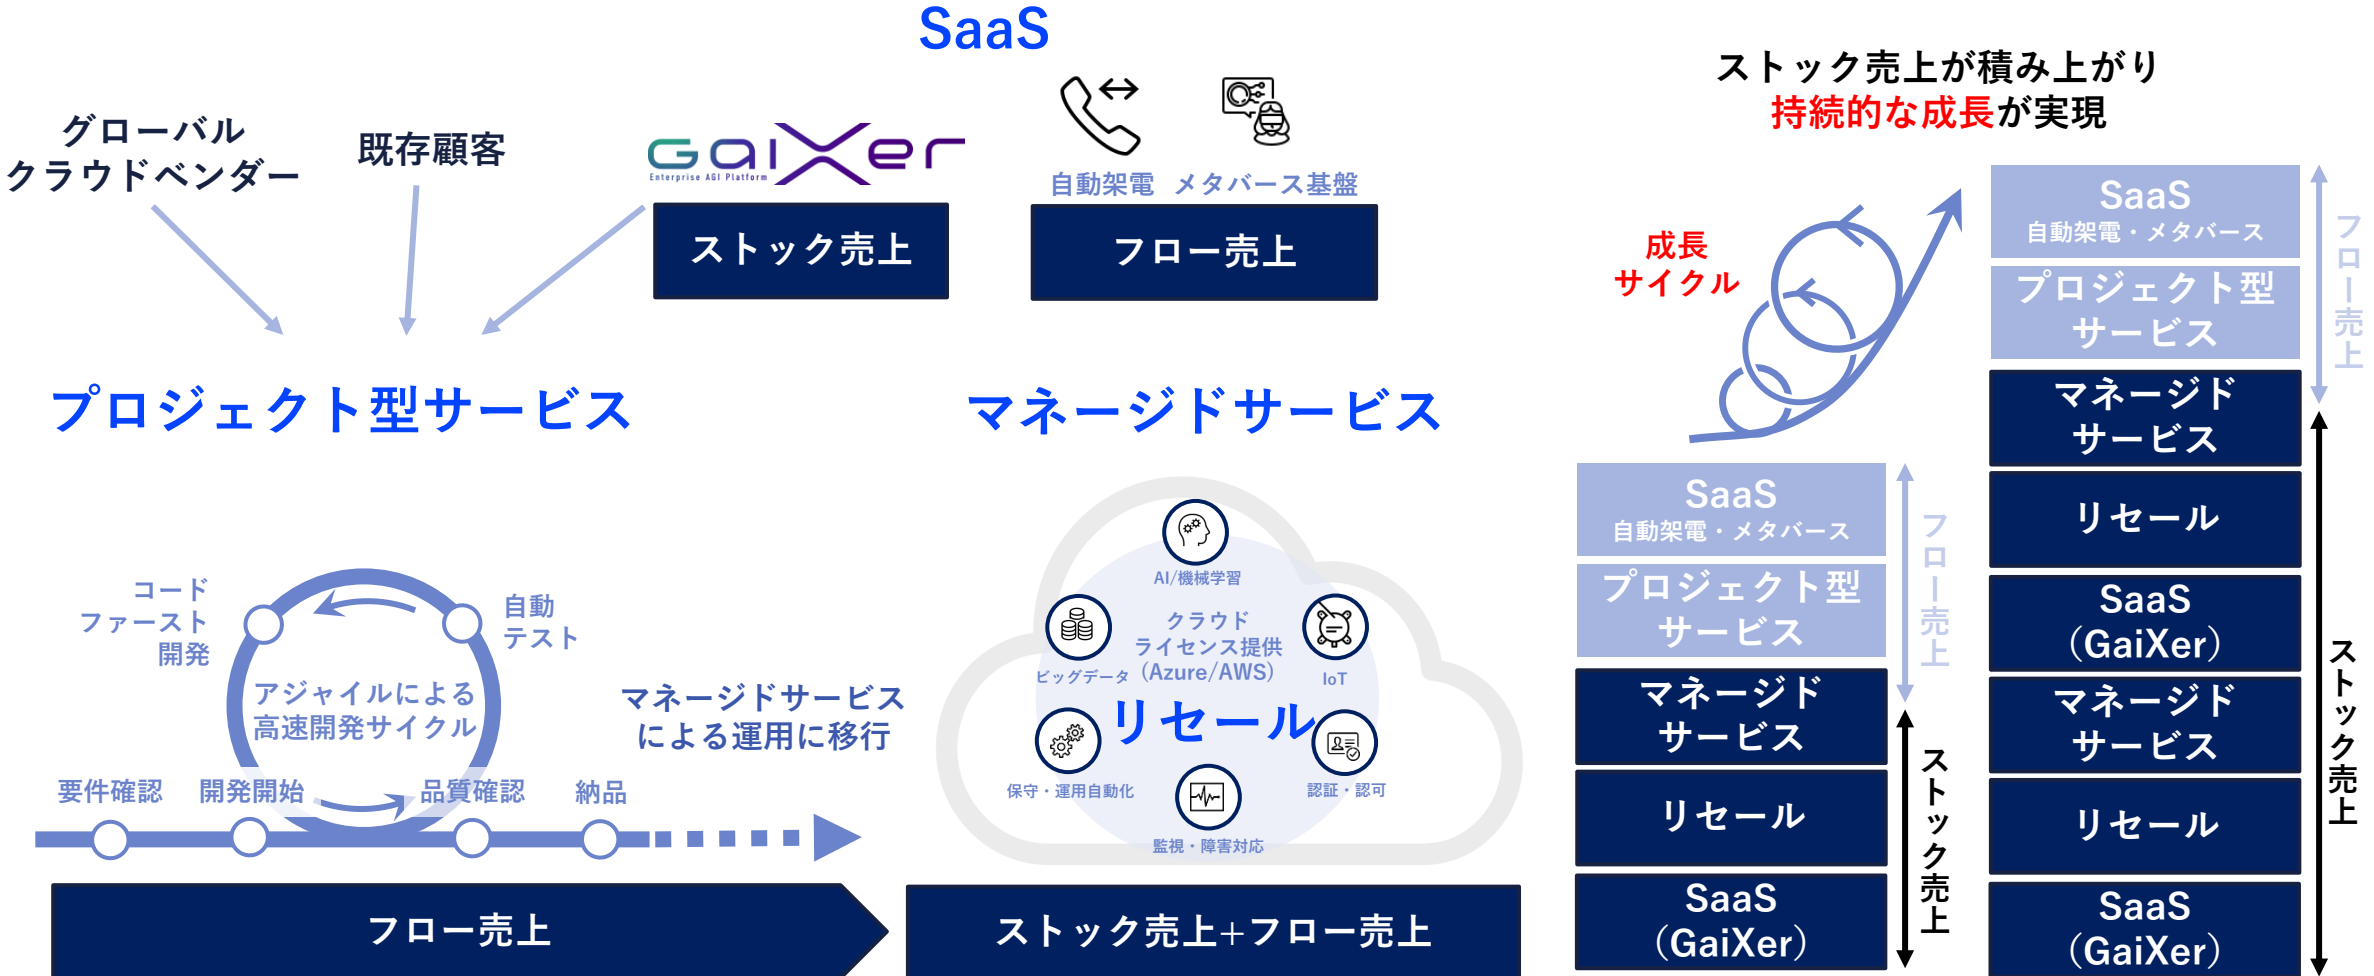 SaaS
グローバル
クラウドベンダー
既存顧客
GaiXer
Enterprise AGI Platform
自動架電
メタバース基盤
ストック売上
フロー売上
プロジェクト型サービス
コード
ファースト
開発
自動
テスト
アジャイルによる
高速開発サイクル
要件確認
開発開始
品質確認
納品
マネージドサービス
による運用に移行
フロー売上
マネージドサービス
AI/機械学習
クラウド
ライセンス提供
(Azure/AWS)
ビッグデータ
IoT
リセール
保守・運用自動化
認証・認可
監視・障害対応
ストック売上+フロー売上
ストック売上が積み上がり
持続的な成長が実現
成長
サイクル
SaaS
自動架電・メタバース
プロジェクト型
サービス
マネージド
サービス
リセール
SaaS
（GaiXer）
フロー売上
ストック売上
SaaS
自動架電・メタバース
プロジェクト型
サービス
マネージド
サービス
リセール
SaaS
（GaiXer）
マネージド
サービス
リセール
SaaS
（GaiXer）
フロー売上
ストック売上